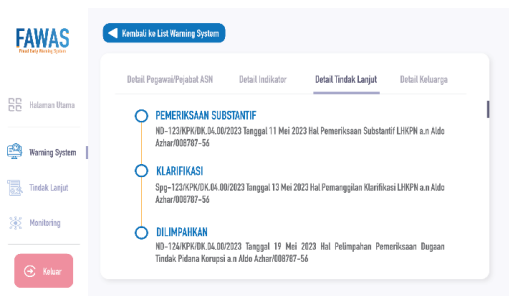 FAWAS
Fraud Early Warning System
Kembali ke List Warning System
Halaman Utama
Warning System
Tindak Lanjut
Monitoring
Keluar
Detail Pegawai/Pejabat ASN
Detail Indikator
Detail Tindak Lanjut
Detail Keluarga
PEMERIKSAAN SUBSTANTIF
ND-123/KPK/DK.04.00/2023 Tanggal 11 Mei 2023 Hal Pemeriksaan Substantif LHKPN a.n Aldo
Azhar/008787-56
KLARIFIKASI
Spg-123/KPK/DK.04.00/2023 Tanggal 13 Mei 2023 Hal Pemanggilan Klarifikasi LHKPN a.n Aldo
Azhar/008787-56
DILIMPAHKAN
ND-124/KPK/DK.04.00/2023 Tanggal 19 Mei 2023 Hal Pelimpahan Pemeriksaan Dugaan
Tindak Pidana Korupsi a.n Aldo Azhar/008787-56